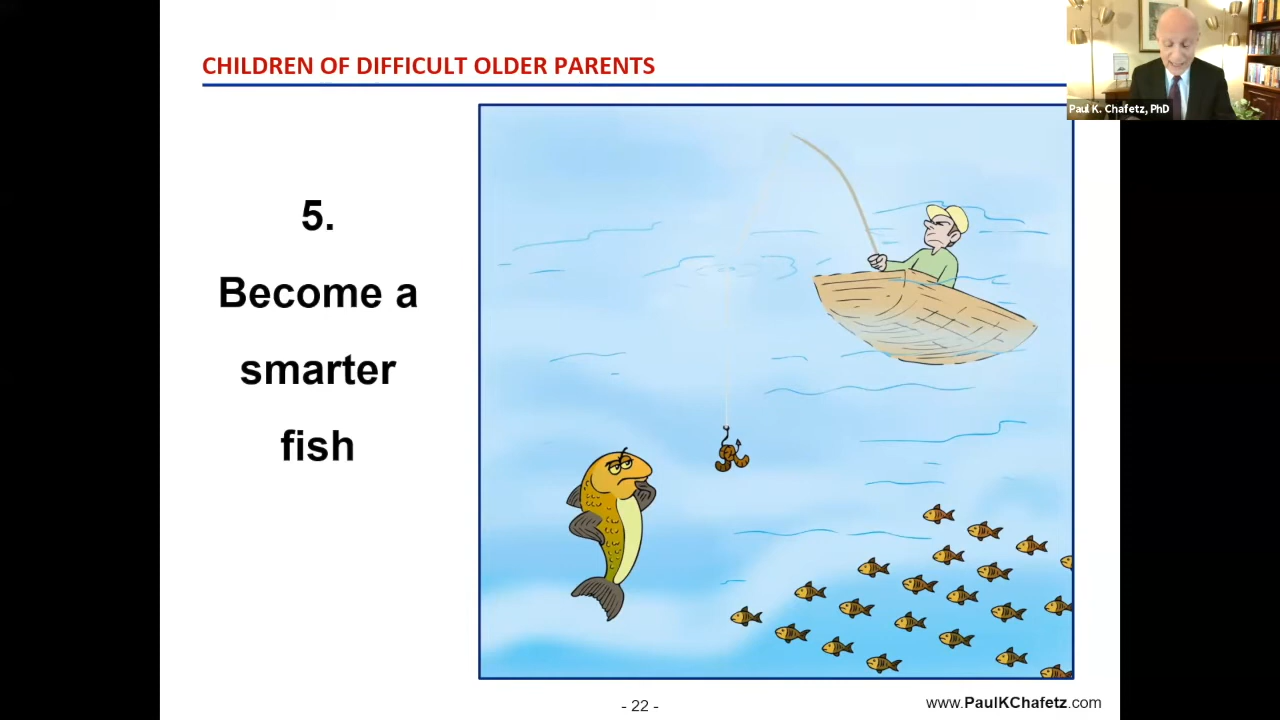 CHILDREN OF DIFFICULT OLDER PARENTS
Paul K. Chafetz, PhD
5.
Become a
smarter
fish
- 22 -
www.PaulKChafetz.com